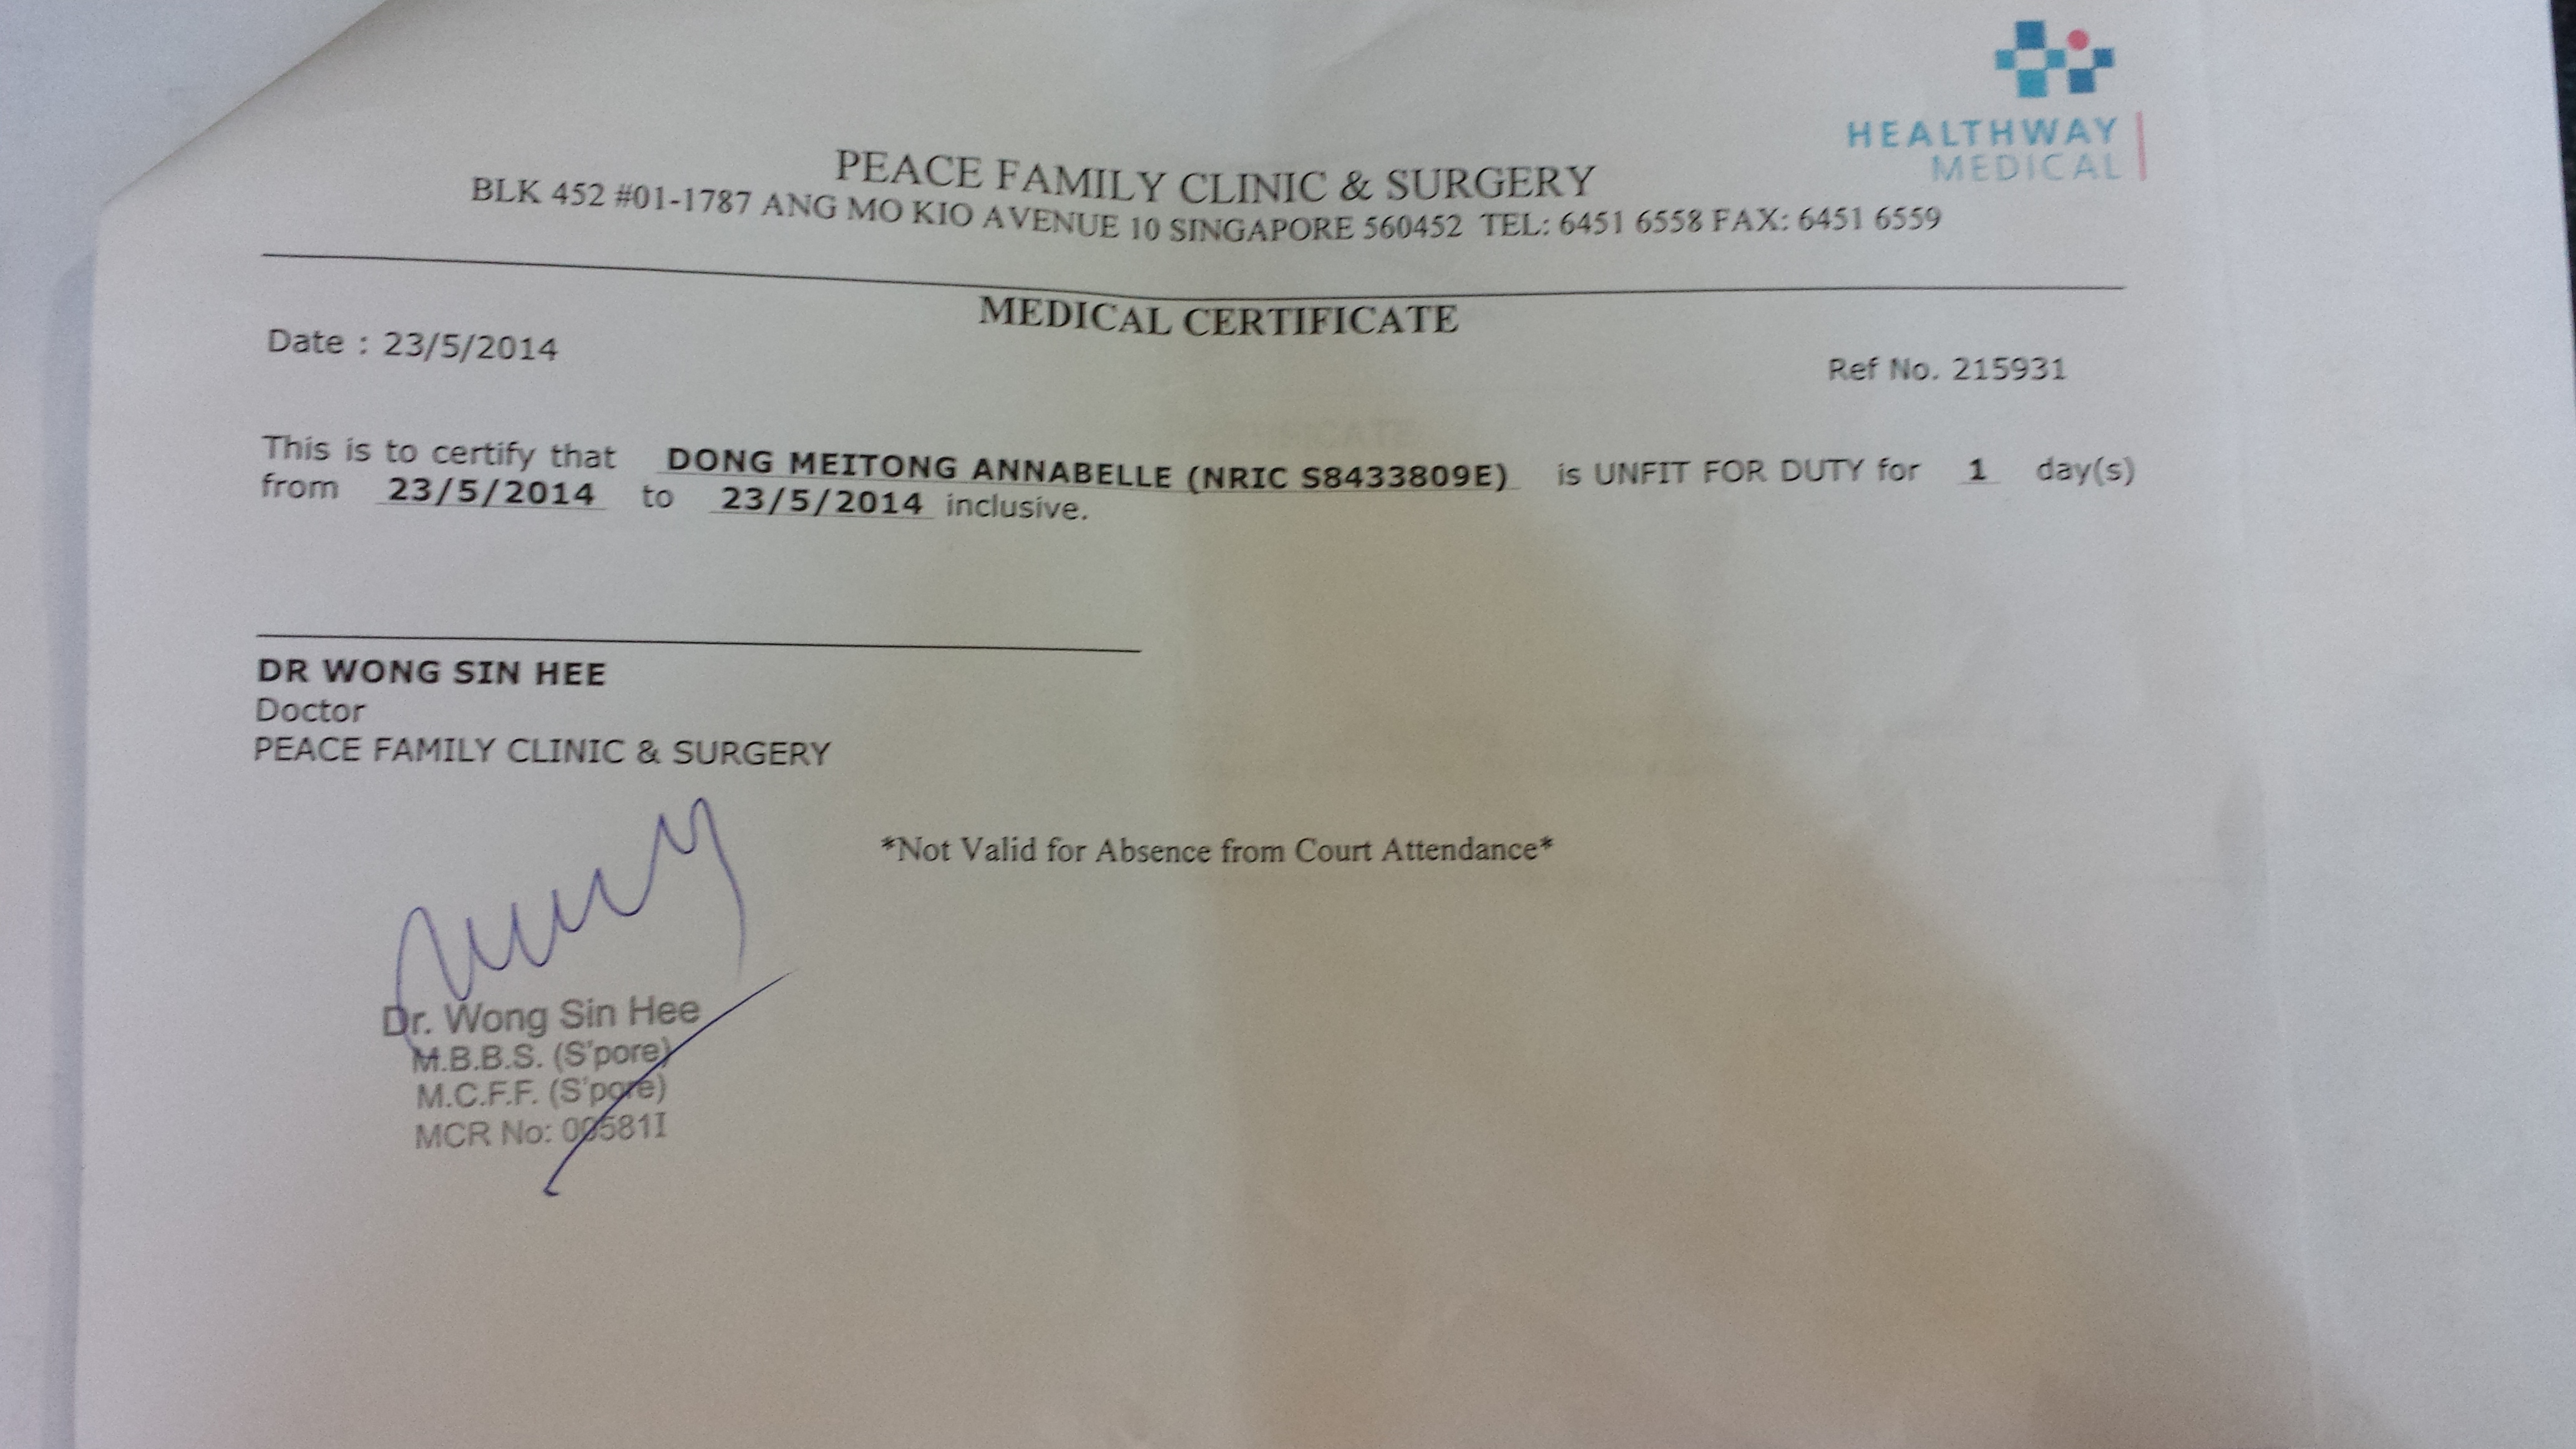 HEALTHWAY
MEDICAL
PEACE FAMILY CLINIC & SURGERY
BLK 452 #01-1787 ANG MO KIO AVENUE 10 SINGAPORE 560452 TEL: 6451 6558 FAX: 6451 6559
MEDICAL CERTIFICATE
Date : 23/5/2014
Ref No. 215931
This is to certify that DONG MEITONG ANNABELLE (NRIC S8433809E) is UNFIT FOR DUTY for 1 day(s)
from 23/5/2014 to 23/5/2014 inclusive.
DR WONG SIN HEE
Doctor
PEACE FAMILY CLINIC & SURGERY
*Not Valid for Absence from Court Attendance*
Dr. Wong Sin Hee
M.B.B.S. (S'pore)
M.C.F.F. (S'pore)
MCR No: 00581I